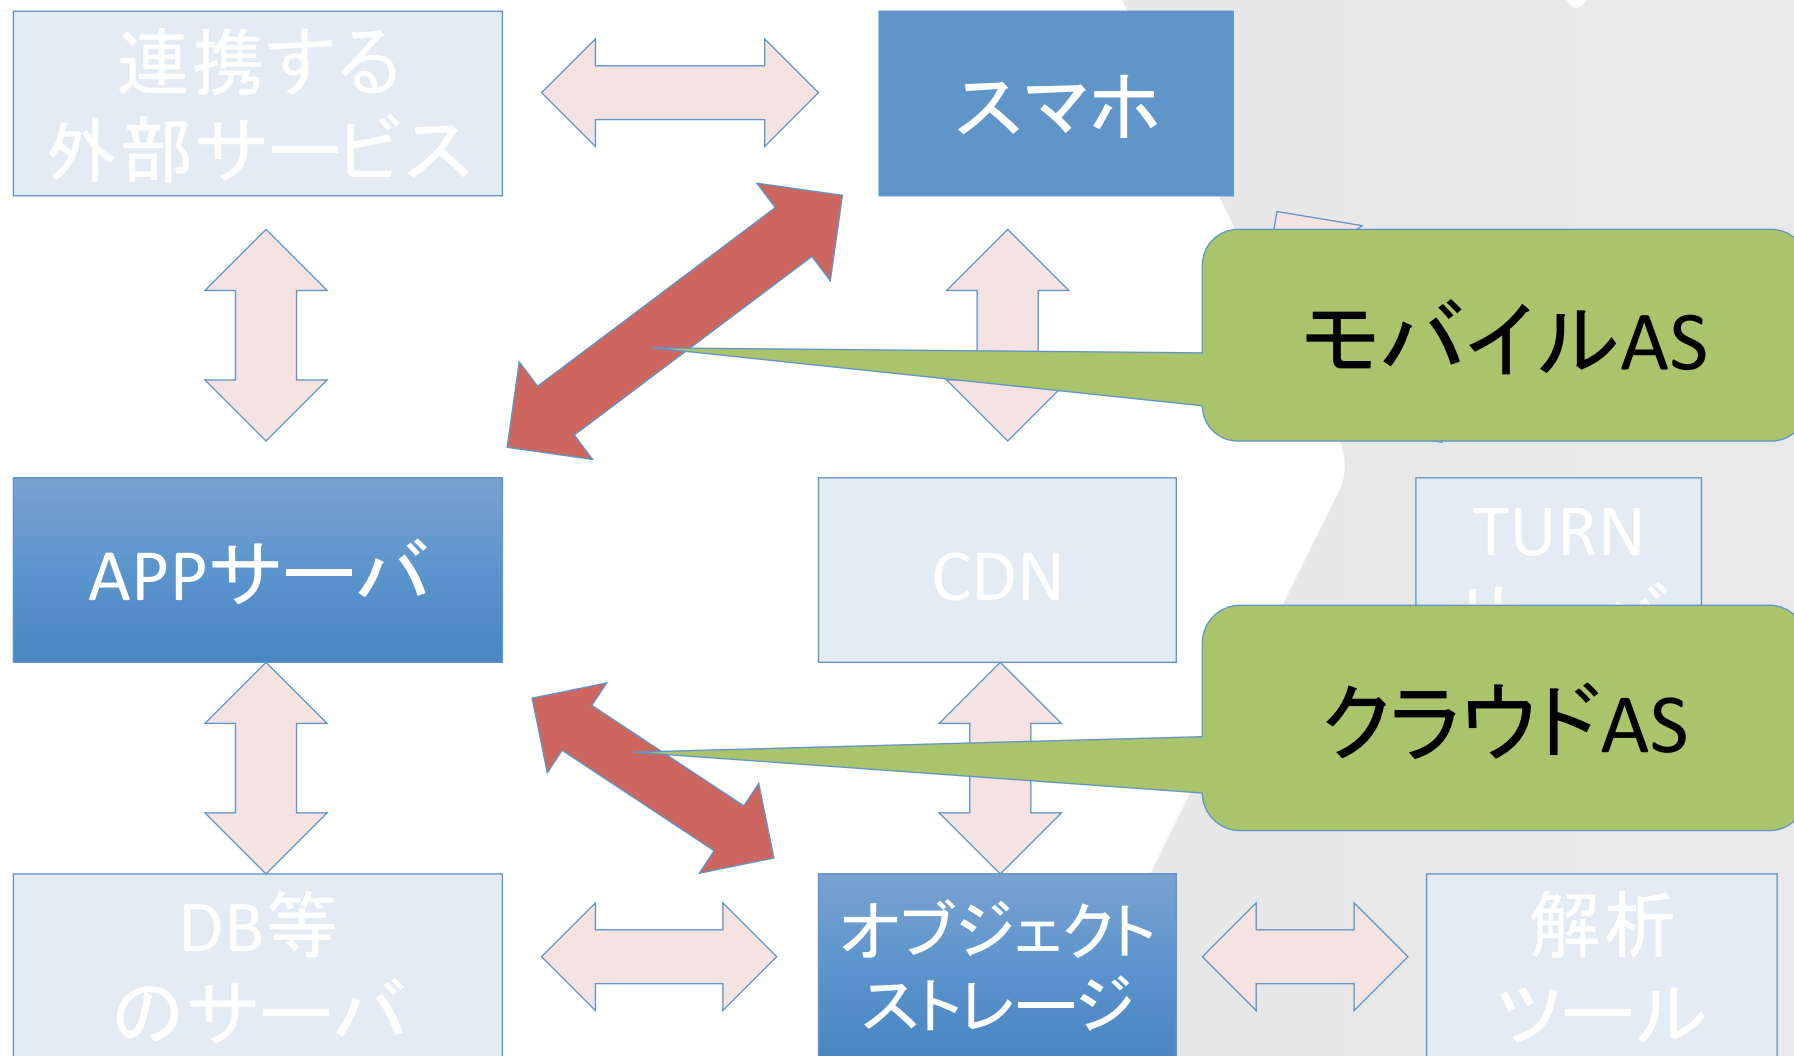 連携する
外部サービス
スマホ
モバイルAS
APPサーバ
CDN
TURN
クラウドAS
DB等
のサーバ
オブジェクト
ストレージ
解析
ツール